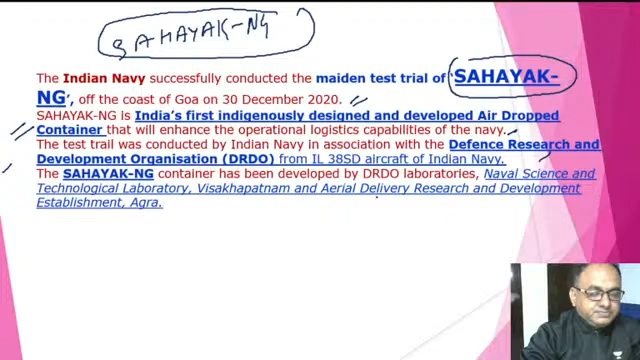 SAHAYAK-NG
The Indian Navy successfully conducted the maiden test trial of 'SAHAYAK-
NG', off the coast of Goa on 30 December 2020.
SAHAYAK-NG is India's first indigenously designed and developed Air Dropped
Container that will enhance the operational logistics capabilities of the navy.
The test trail was conducted by Indian Navy in association with the Defence Research and
Development Organisation (DRDO) from IL 38SD aircraft of Indian Navy.
The SAHAYAK-NG container has been developed by DRDO laboratories, Naval Science and
Technological Laboratory, Visakhapatnam and Aerial Delivery Research and Development
Establishment, Agra.